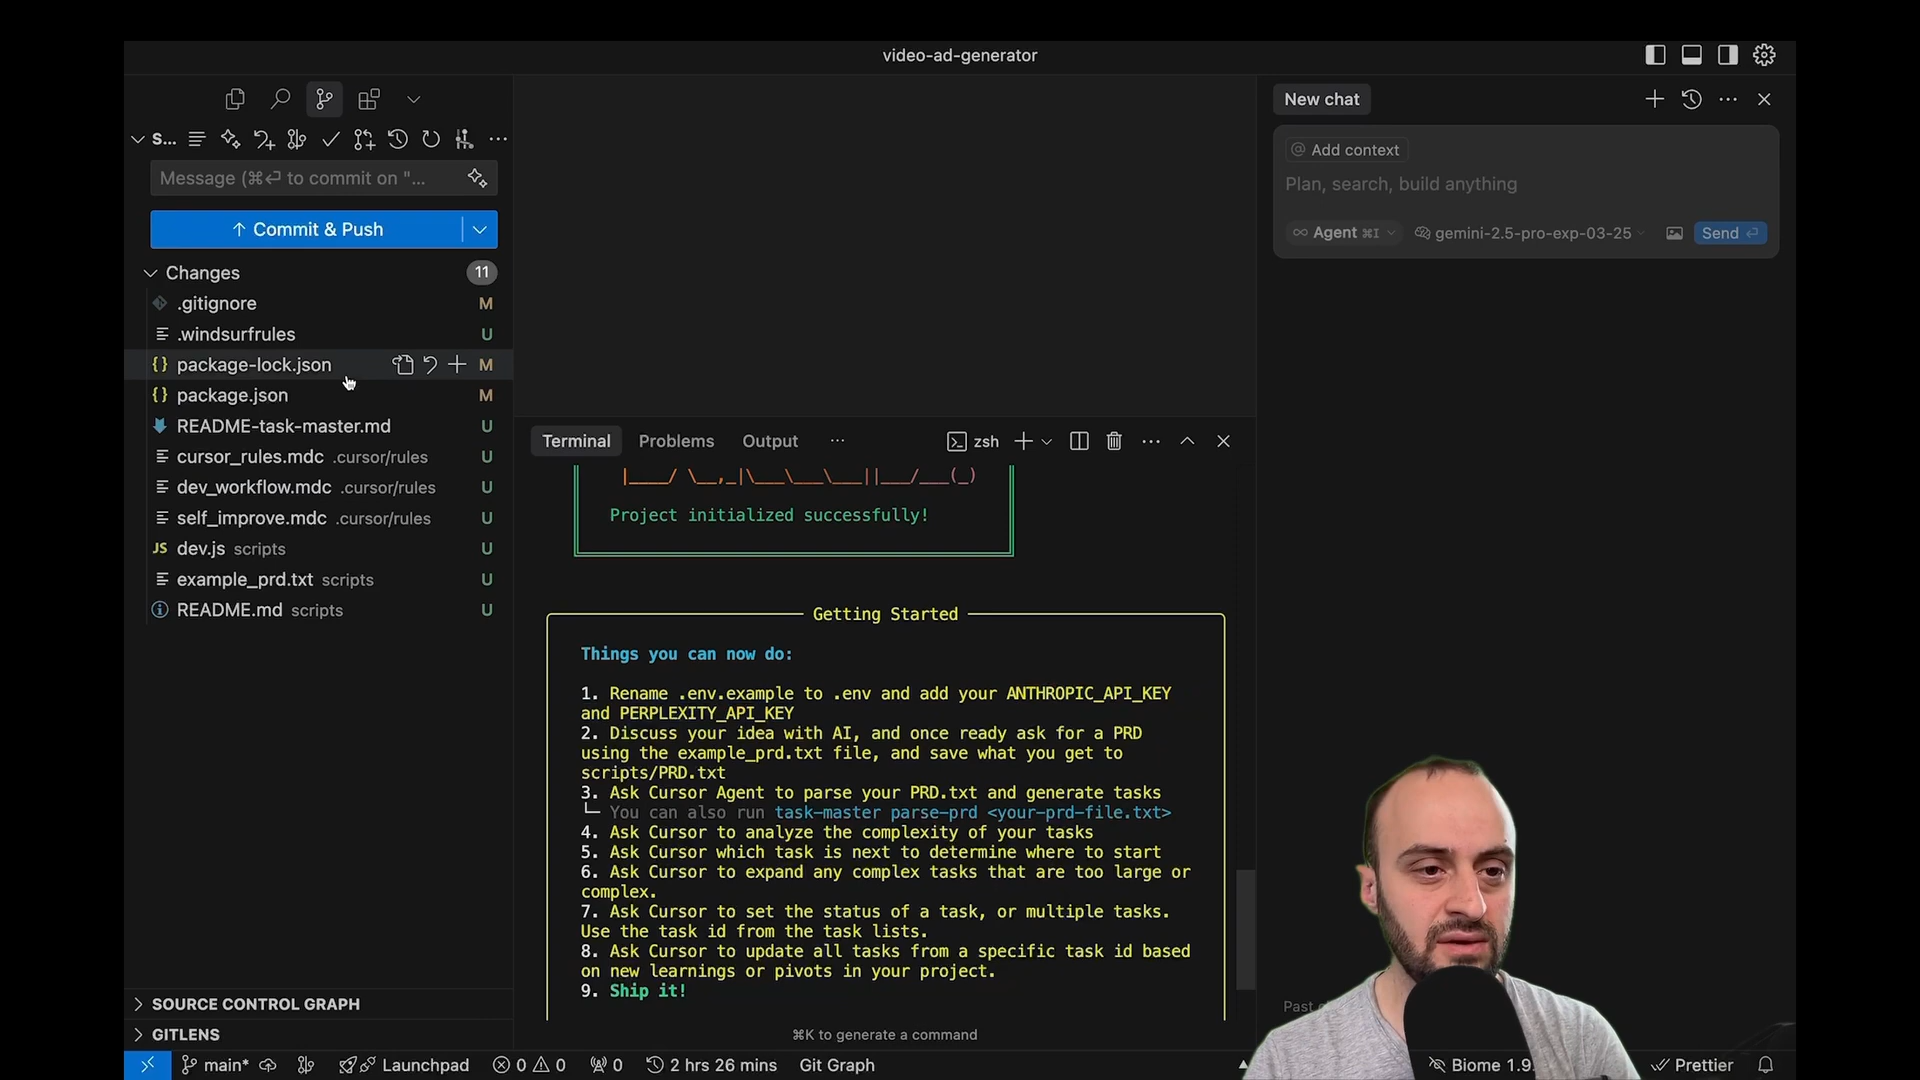 video-ad-generator
S...
Message (⌘⏎ to commit on "...
↑ Commit & Push
Changes 11
.gitignore M
.windsurfrules U
package-lock.json M
package.json M
README-task-master.md U
cursor_rules.mdc .cursor/rules U
dev_workflow.mdc .cursor/rules U
self_improve.mdc .cursor/rules U
JS dev.js scripts U
example_prd.txt scripts U
README.md scripts U
SOURCE CONTROL GRAPH
GITLENS
Terminal Problems Output ... zsh
|____/ \__,_|\___\___\___||___/___(_)
Project initialized successfully!
Getting Started
Things you can now do:
1. Rename .env.example to .env and add your ANTHROPIC_API_KEY
and PERPLEXITY_API_KEY
2. Discuss your idea with AI, and once ready ask for a PRD
using the example_prd.txt file, and save what you get to
scripts/PRD.txt
3. Ask Cursor Agent to parse your PRD.txt and generate tasks
└─ You can also run task-master parse-prd <your-prd-file.txt>
4. Ask Cursor to analyze the complexity of your tasks
5. Ask Cursor which task is next to determine where to start
6. Ask Cursor to expand any complex tasks that are too large or
complex.
7. Ask Cursor to set the status of a task, or multiple tasks.
Use the task id from the task lists.
8. Ask Cursor to update all tasks from a specific task id based
on new learnings or pivots in your project.
9. Ship it!
⌘K to generate a command
New chat
@ Add context
Plan, search, build anything
∞ Agent ⌘I gemini-2.5-pro-exp-03-25 Send ⏎
Past
main* Launchpad 0 0 0 2 hrs 26 mins Git Graph Biome 1.9. Prettier